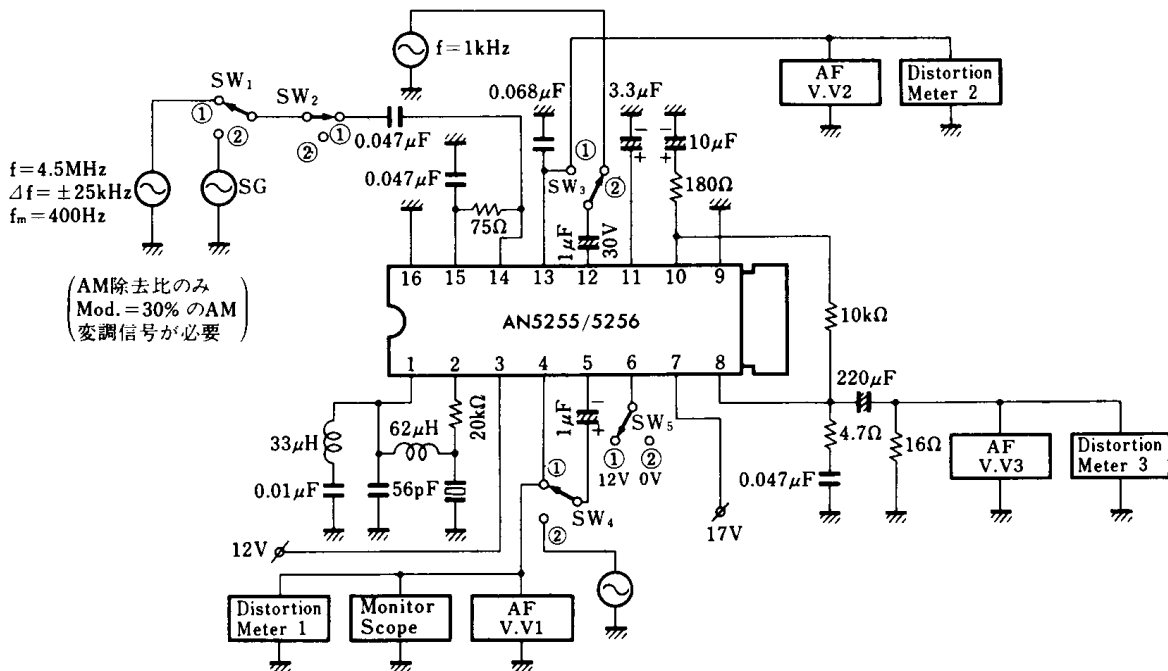 f=1kHz
SW₁
①
②
SW₂
①
②
0.047μF
SG
f=4.5MHz
Δf=±25kHz
fm=400Hz
(AM除去比のみ
Mod.=30%のAM
変調信号が必要)
0.047μF
75Ω
0.068μF
①
SW₃
②
1μF
30V
3.3μF
−
+
−
+
10μF
180Ω
AF
V.V2
Distortion
Meter 2
16 15 14 13 12 11 10 9
AN5255/5256
1 2 3 4 5 6 7 8
10kΩ
220μF
4.7Ω
0.047μF
16Ω
AF
V.V3
Distortion
Meter 3
33μH
0.01μF
62μH
56pF
20kΩ
12V
①
SW₄
②
1μF
−
+
SW₅
①
②
12V
0V
17V
Distortion
Meter 1
Monitor
Scope
AF
V.V1